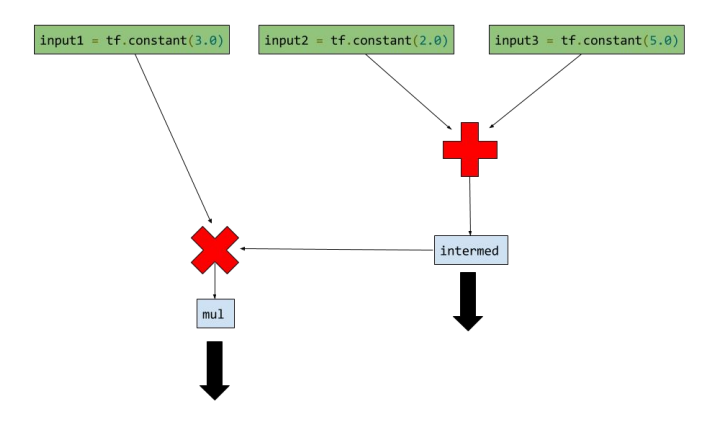 input1 = tf.constant(3.0)
input2 = tf.constant(2.0)
input3 = tf.constant(5.0)
intermed
mul